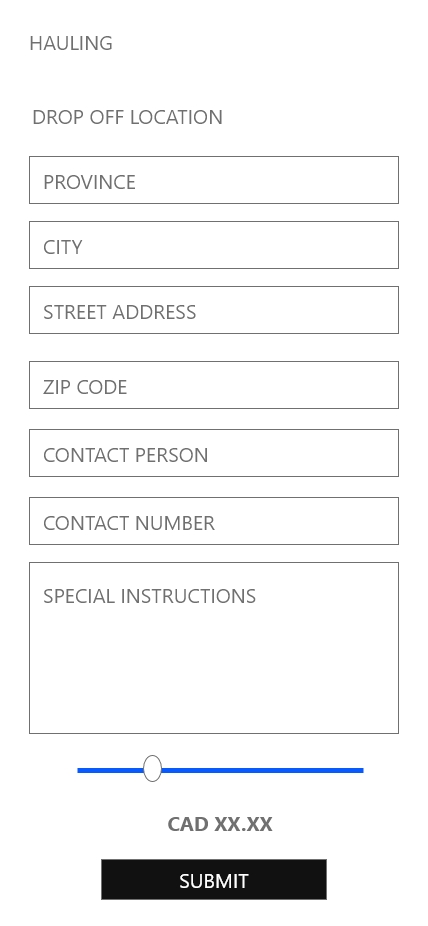 HAULING
DROP OFF LOCATION
PROVINCE
CITY
STREET ADDRESS
ZIP CODE
CONTACT PERSON
CONTACT NUMBER
SPECIAL INSTRUCTIONS
CAD XX.XX
SUBMIT